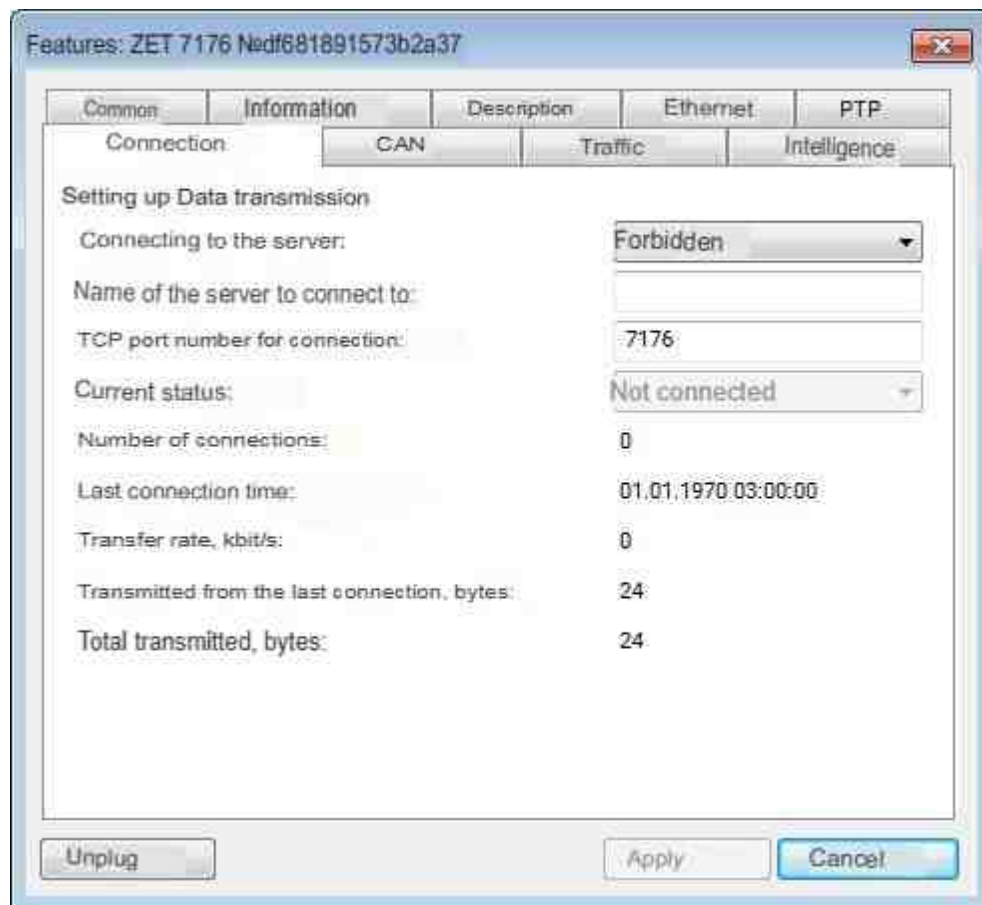 Features: ZET 7176 №df681891573b2a37
Common Information Description Ethernet PTP
Connection CAN Traffic Intelligence
Setting up Data transmission
Connecting to the server: Forbidden
Name of the server to connect to:
TCP port number for connection: 7176
Current status: Not connected
Number of connections: 0
Last connection time: 01.01.1970 03:00:00
Transfer rate, kbit/s: 0
Transmitted from the last connection, bytes: 24
Total transmitted, bytes: 24
Unplug Apply Cancel